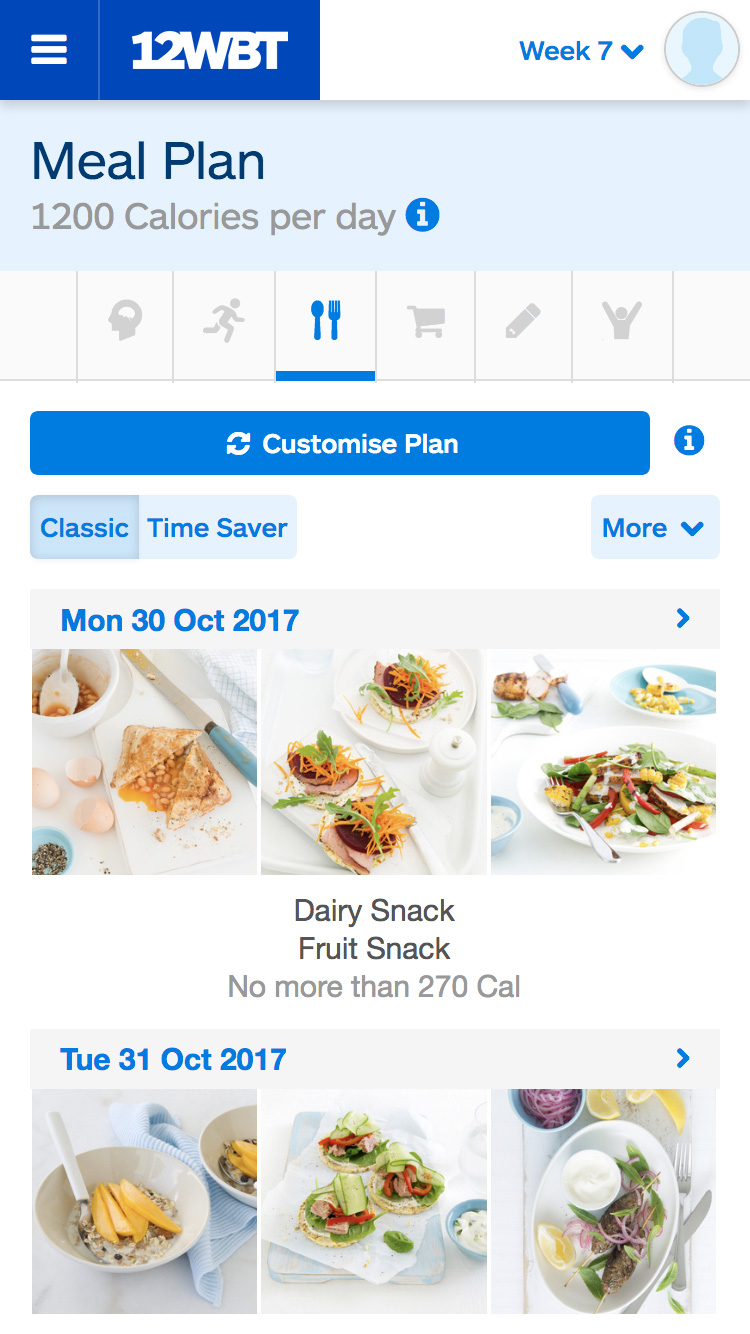 12WBT
Week 7
Meal Plan
1200 Calories per day
Customise Plan
Classic
Time Saver
More
Mon 30 Oct 2017
Dairy Snack
Fruit Snack
No more than 270 Cal
Tue 31 Oct 2017